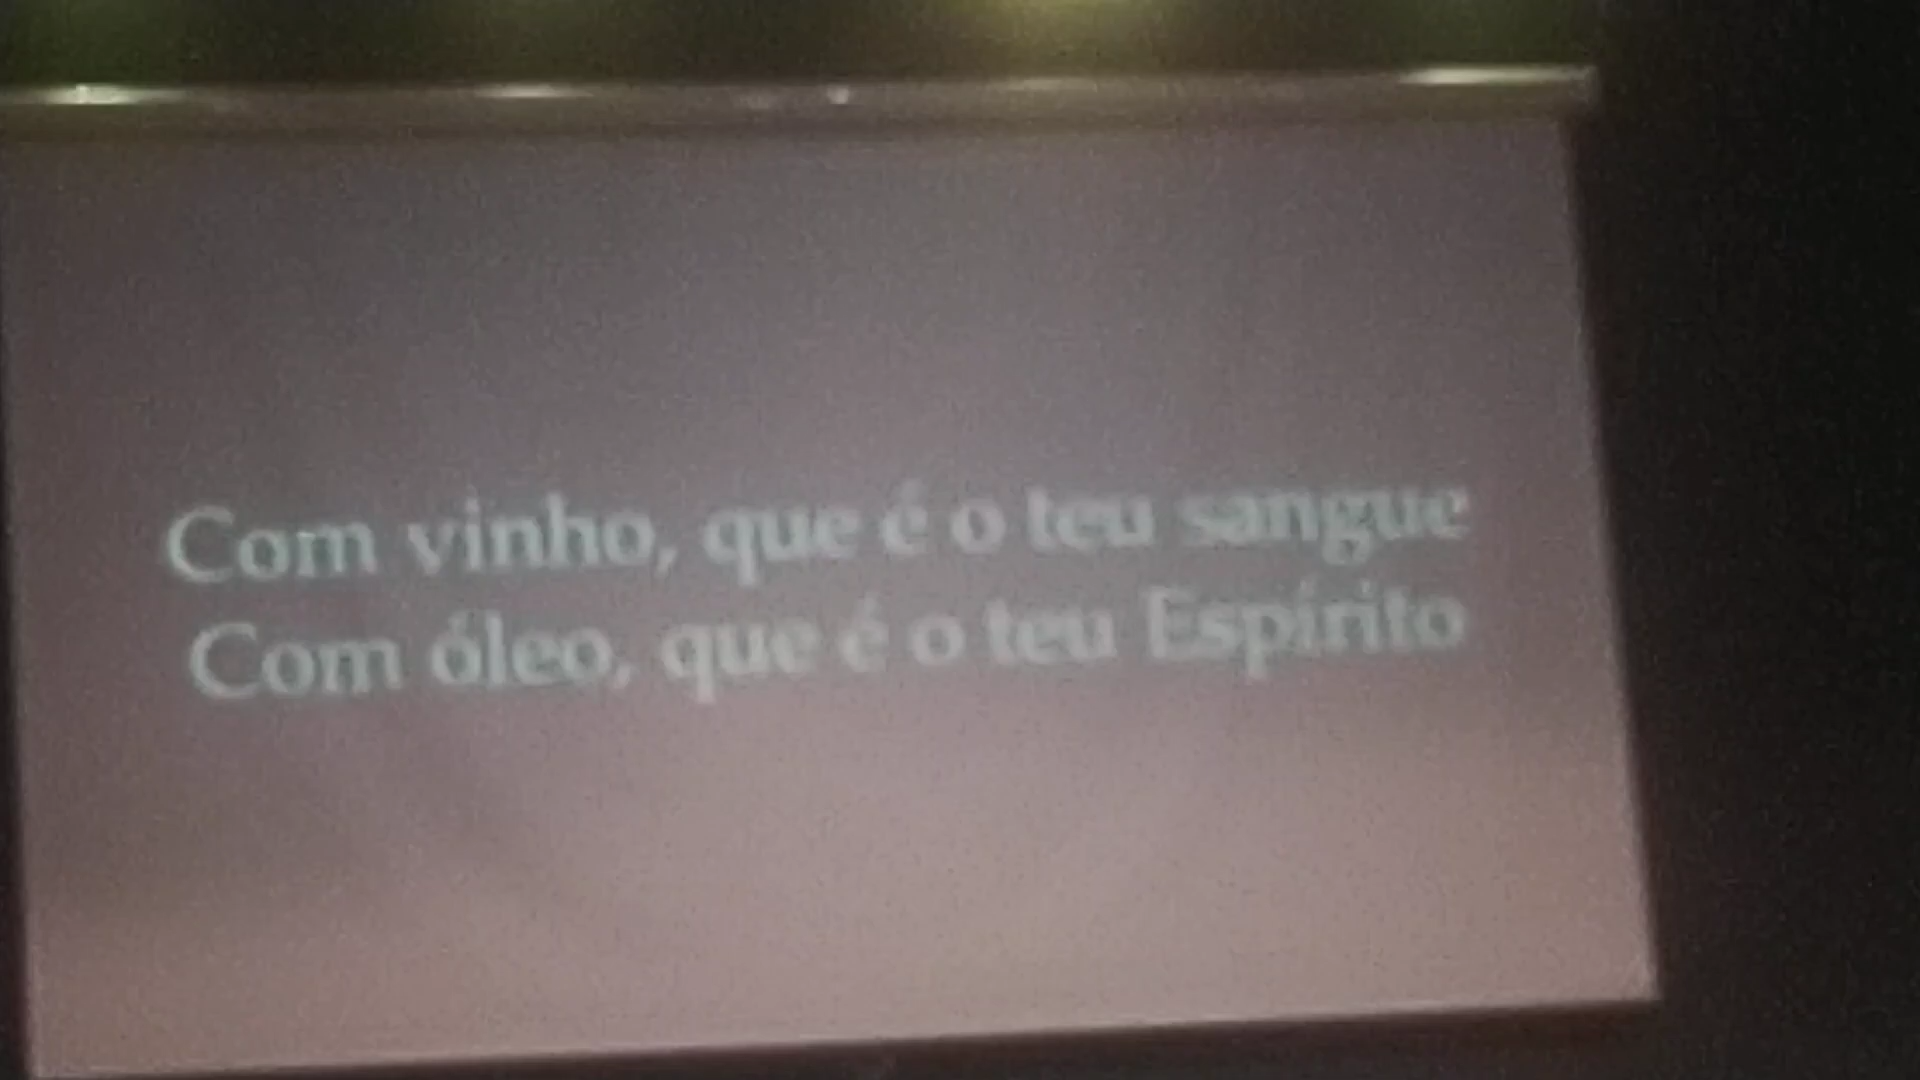 Com vinho, que é o teu sangue
Com óleo, que é o teu Espírito